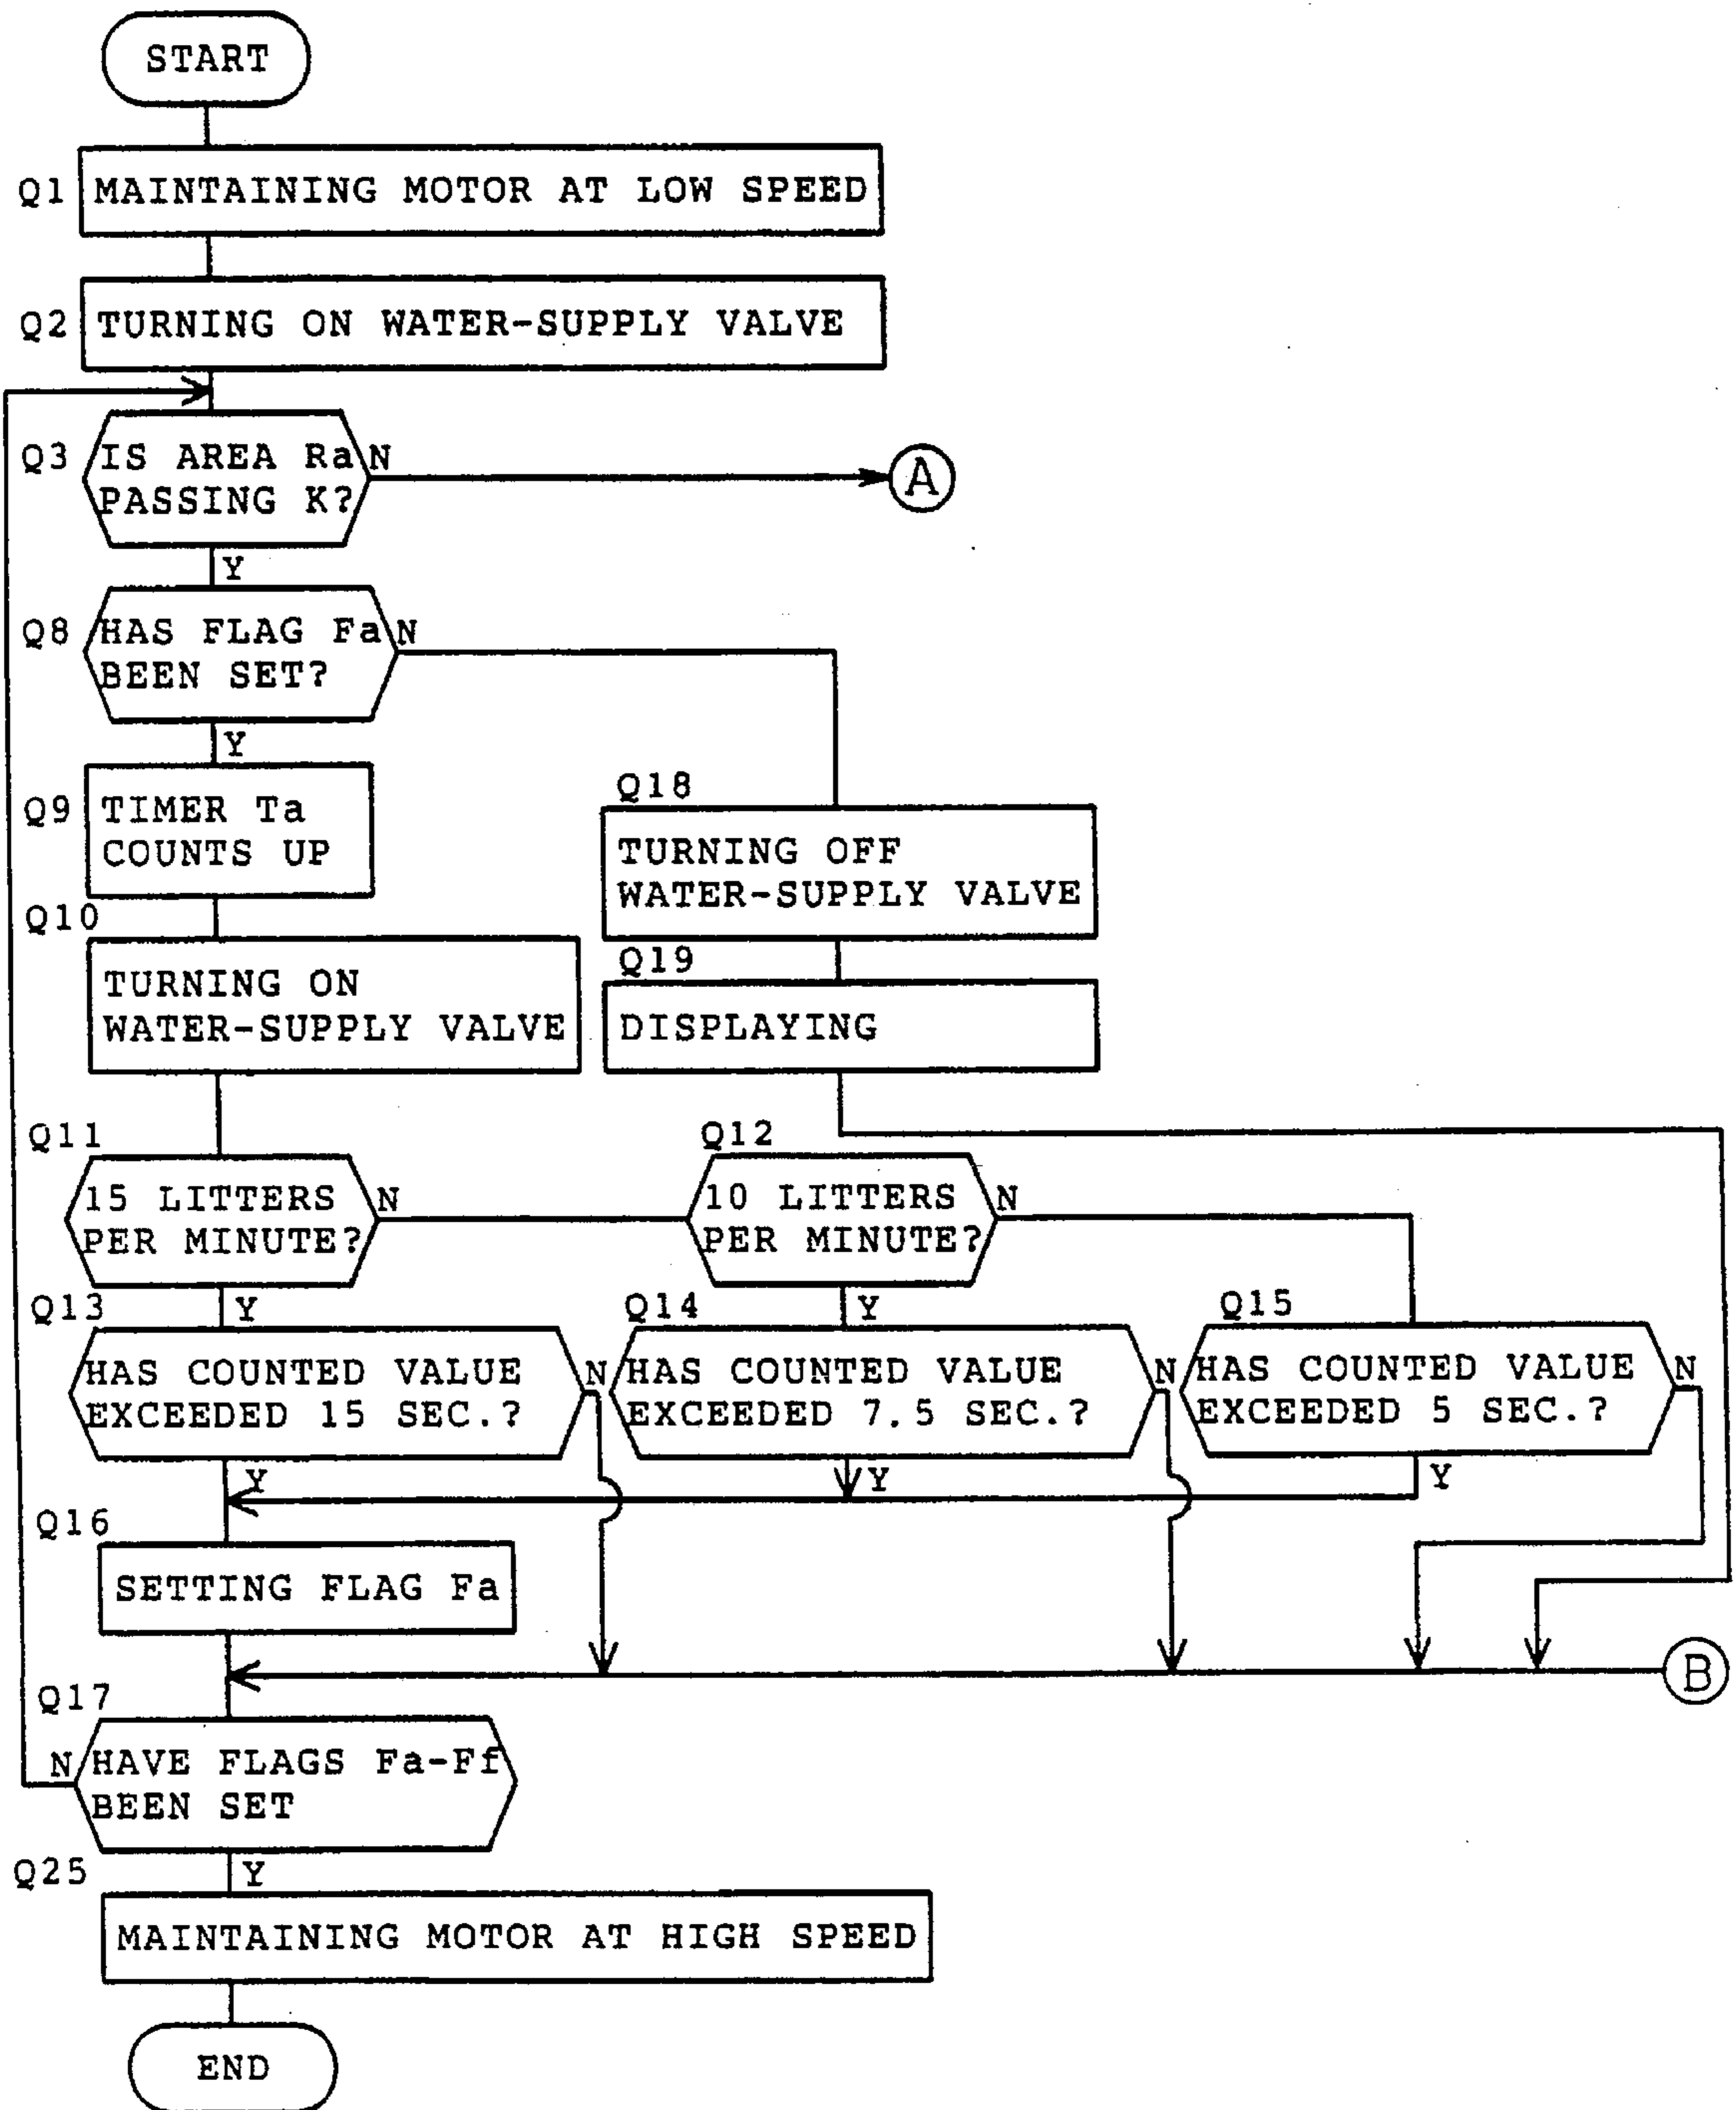 START
Q1 MAINTAINING MOTOR AT LOW SPEED
Q2 TURNING ON WATER-SUPPLY VALVE
Q3 IS AREA Ra N
PASSING K?
A
Y
Q8 HAS FLAG Fa N
BEEN SET?
Y
Q9 TIMER Ta
COUNTS UP
Q18
TURNING OFF
WATER-SUPPLY VALVE
Q10
TURNING ON
WATER-SUPPLY VALVE
Q19
DISPLAYING
Q11
15 LITTERS N
PER MINUTE?
Y
Q12
10 LITTERS N
PER MINUTE?
Y
Q13
HAS COUNTED VALUE N
EXCEEDED 15 SEC.?
Y
Q14
HAS COUNTED VALUE N
EXCEEDED 7.5 SEC.?
Y
Q15
HAS COUNTED VALUE N
EXCEEDED 5 SEC.?
Y
Q16
SETTING FLAG Fa
B
Q17
N HAVE FLAGS Fa-Ff
BEEN SET
Y
Q25
MAINTAINING MOTOR AT HIGH SPEED
END